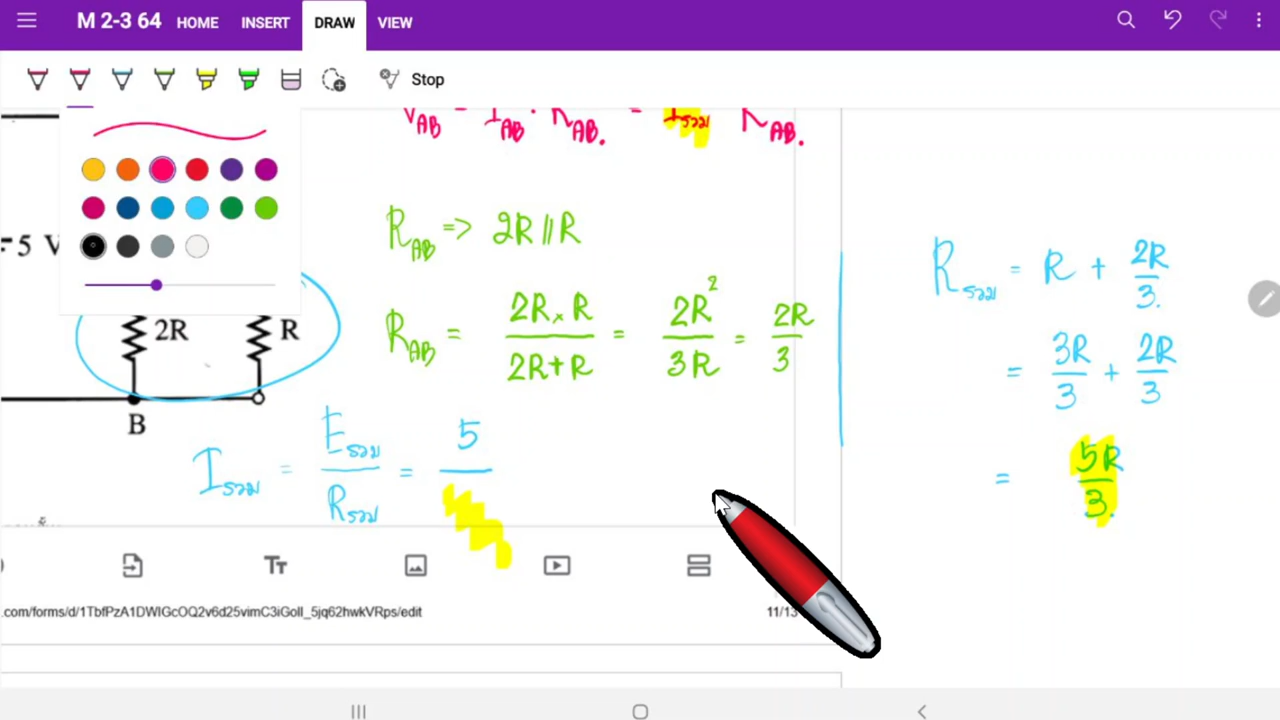 M 2-3 64 HOME INSERT DRAW VIEW
Stop
V_AB = I_AB · R_AB. = I_รวม R_AB.
= 5 V
R_AB => 2R // R
2R R
R_AB = 2R × R / 2R + R = 2R² / 3R = 2R / 3
B
I_รวม = E_รวม / R_รวม = 5
R_รวม = R + 2R / 3.
= 3R / 3 + 2R / 3
= 5R / 3.
.com/forms/d/1TbfPzA1DWIGcOQ2v6d25vimC3iGoII_5jq62hwkVRps/edit 11/13